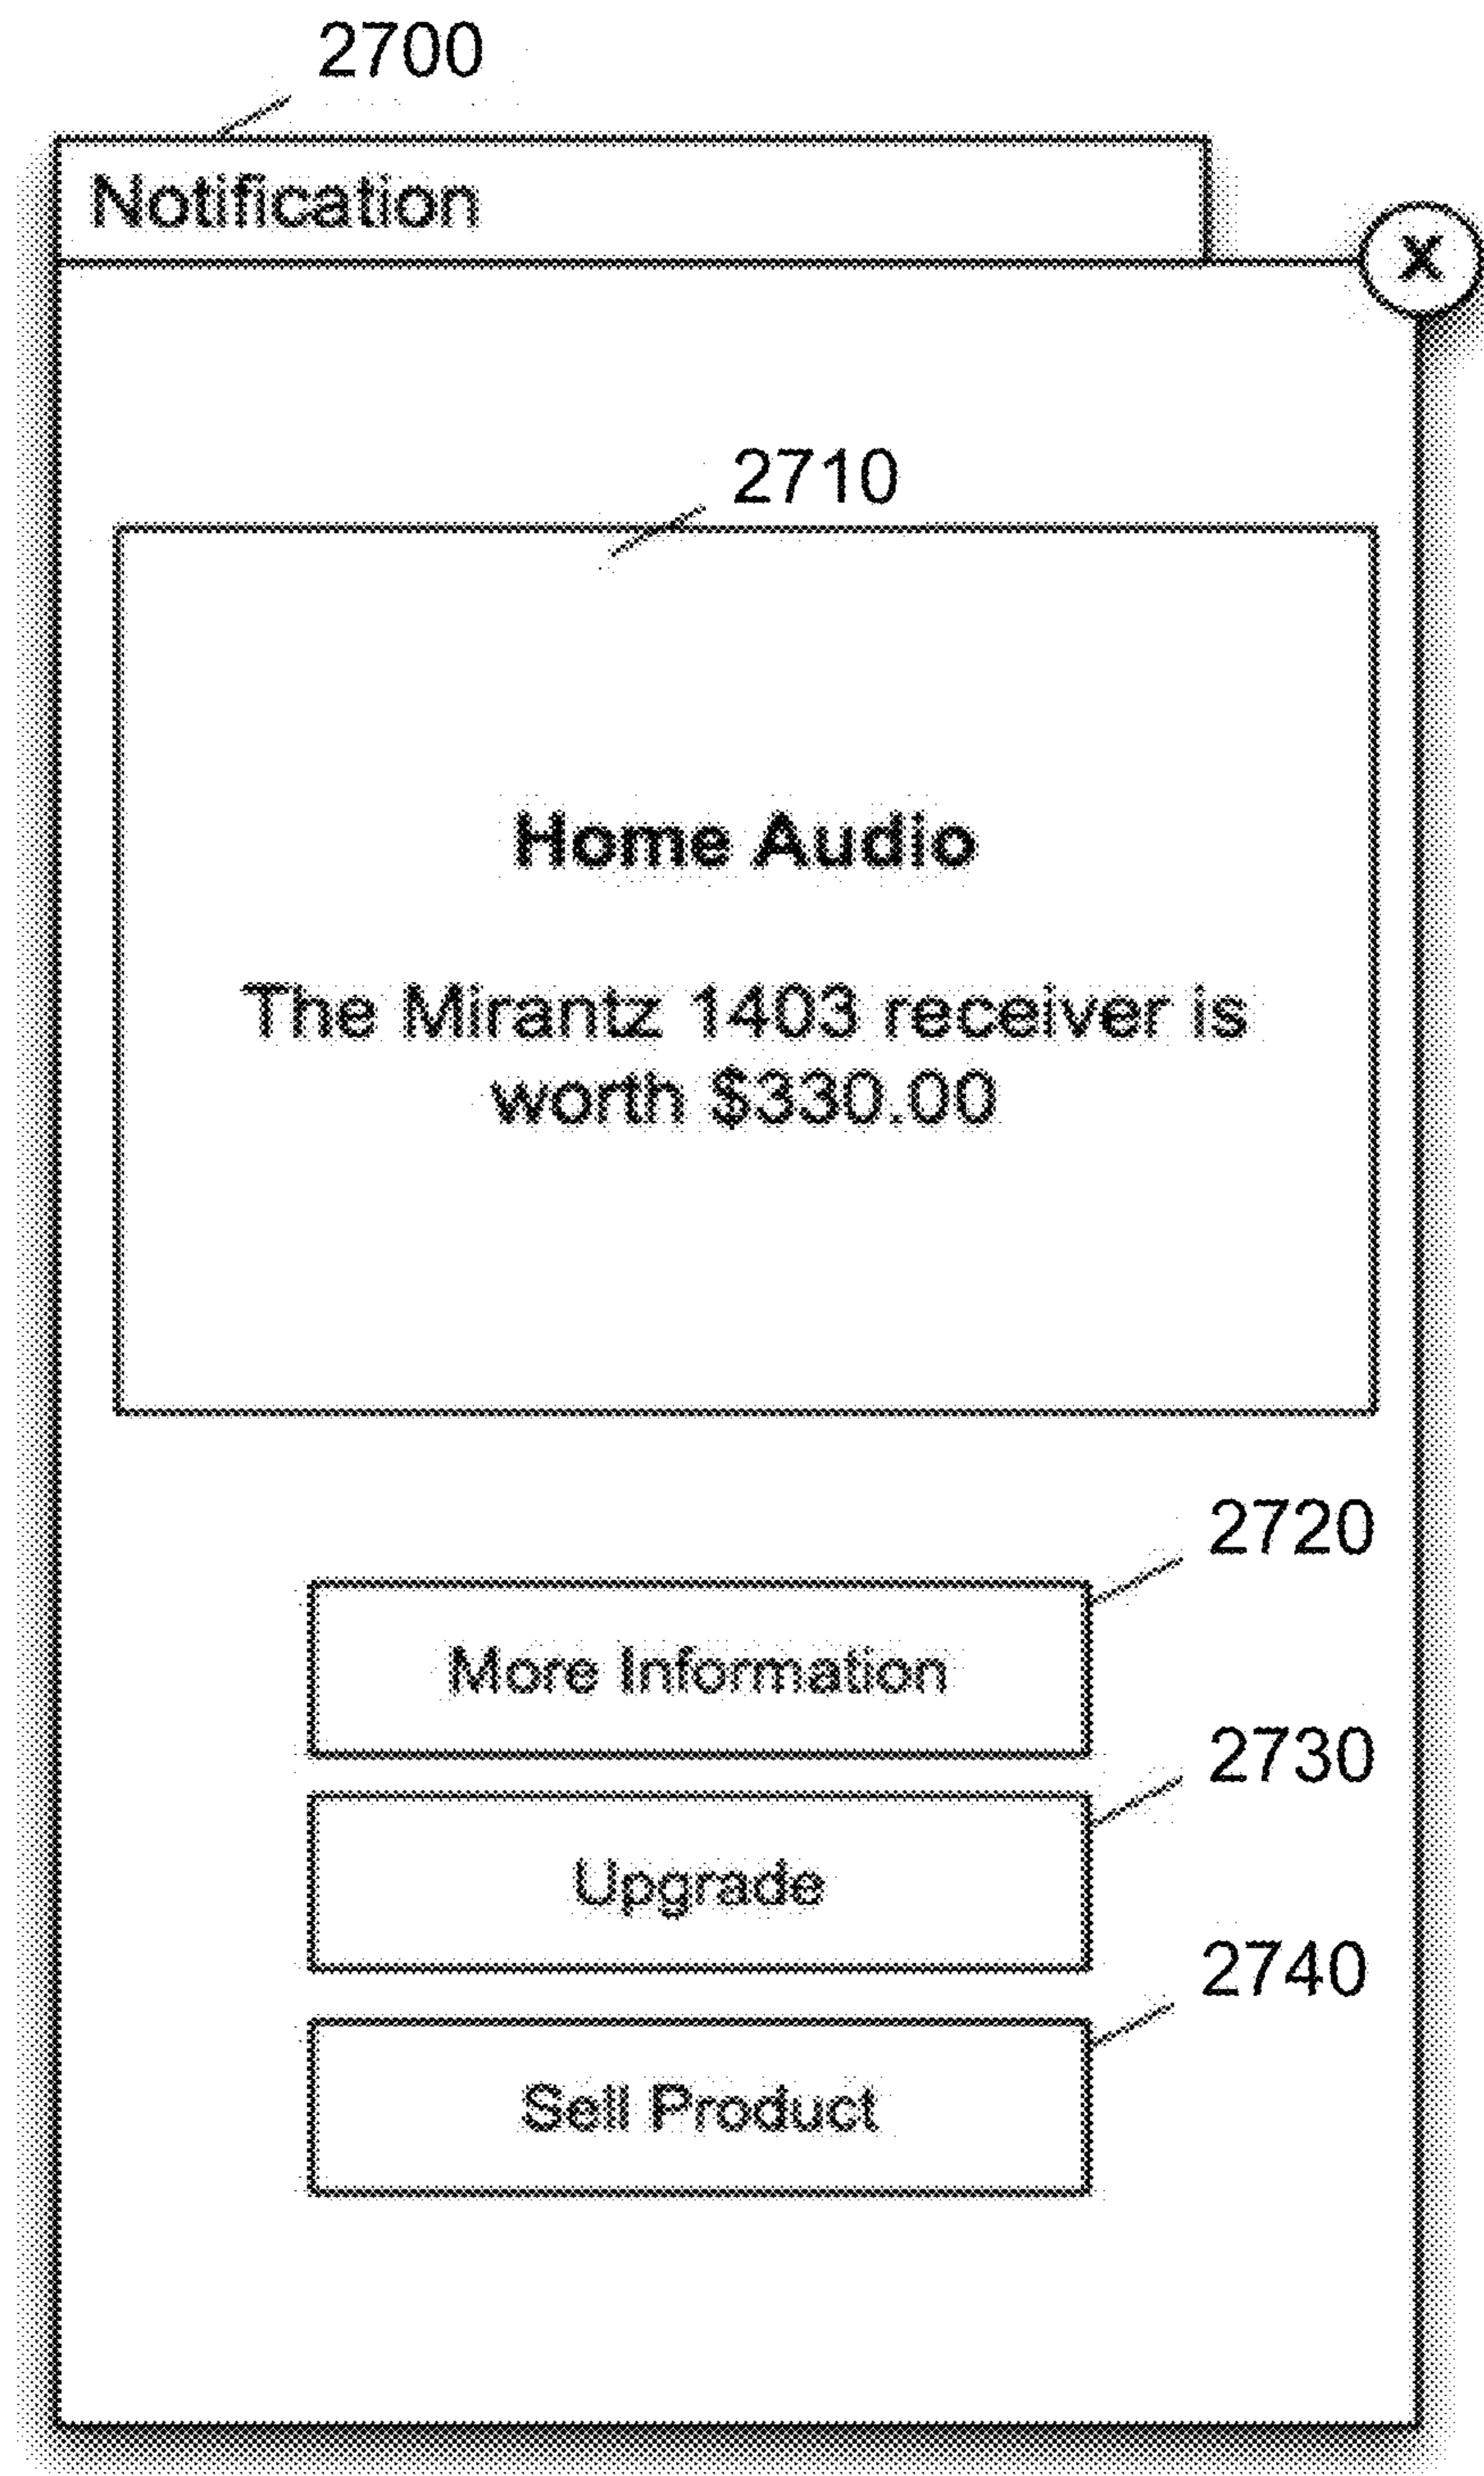 2700
Notification
X
2710
Home Audio
The Mirantz 1403 receiver is
worth $330.00
2720
More Information
2730
Upgrade
2740
Sell Product